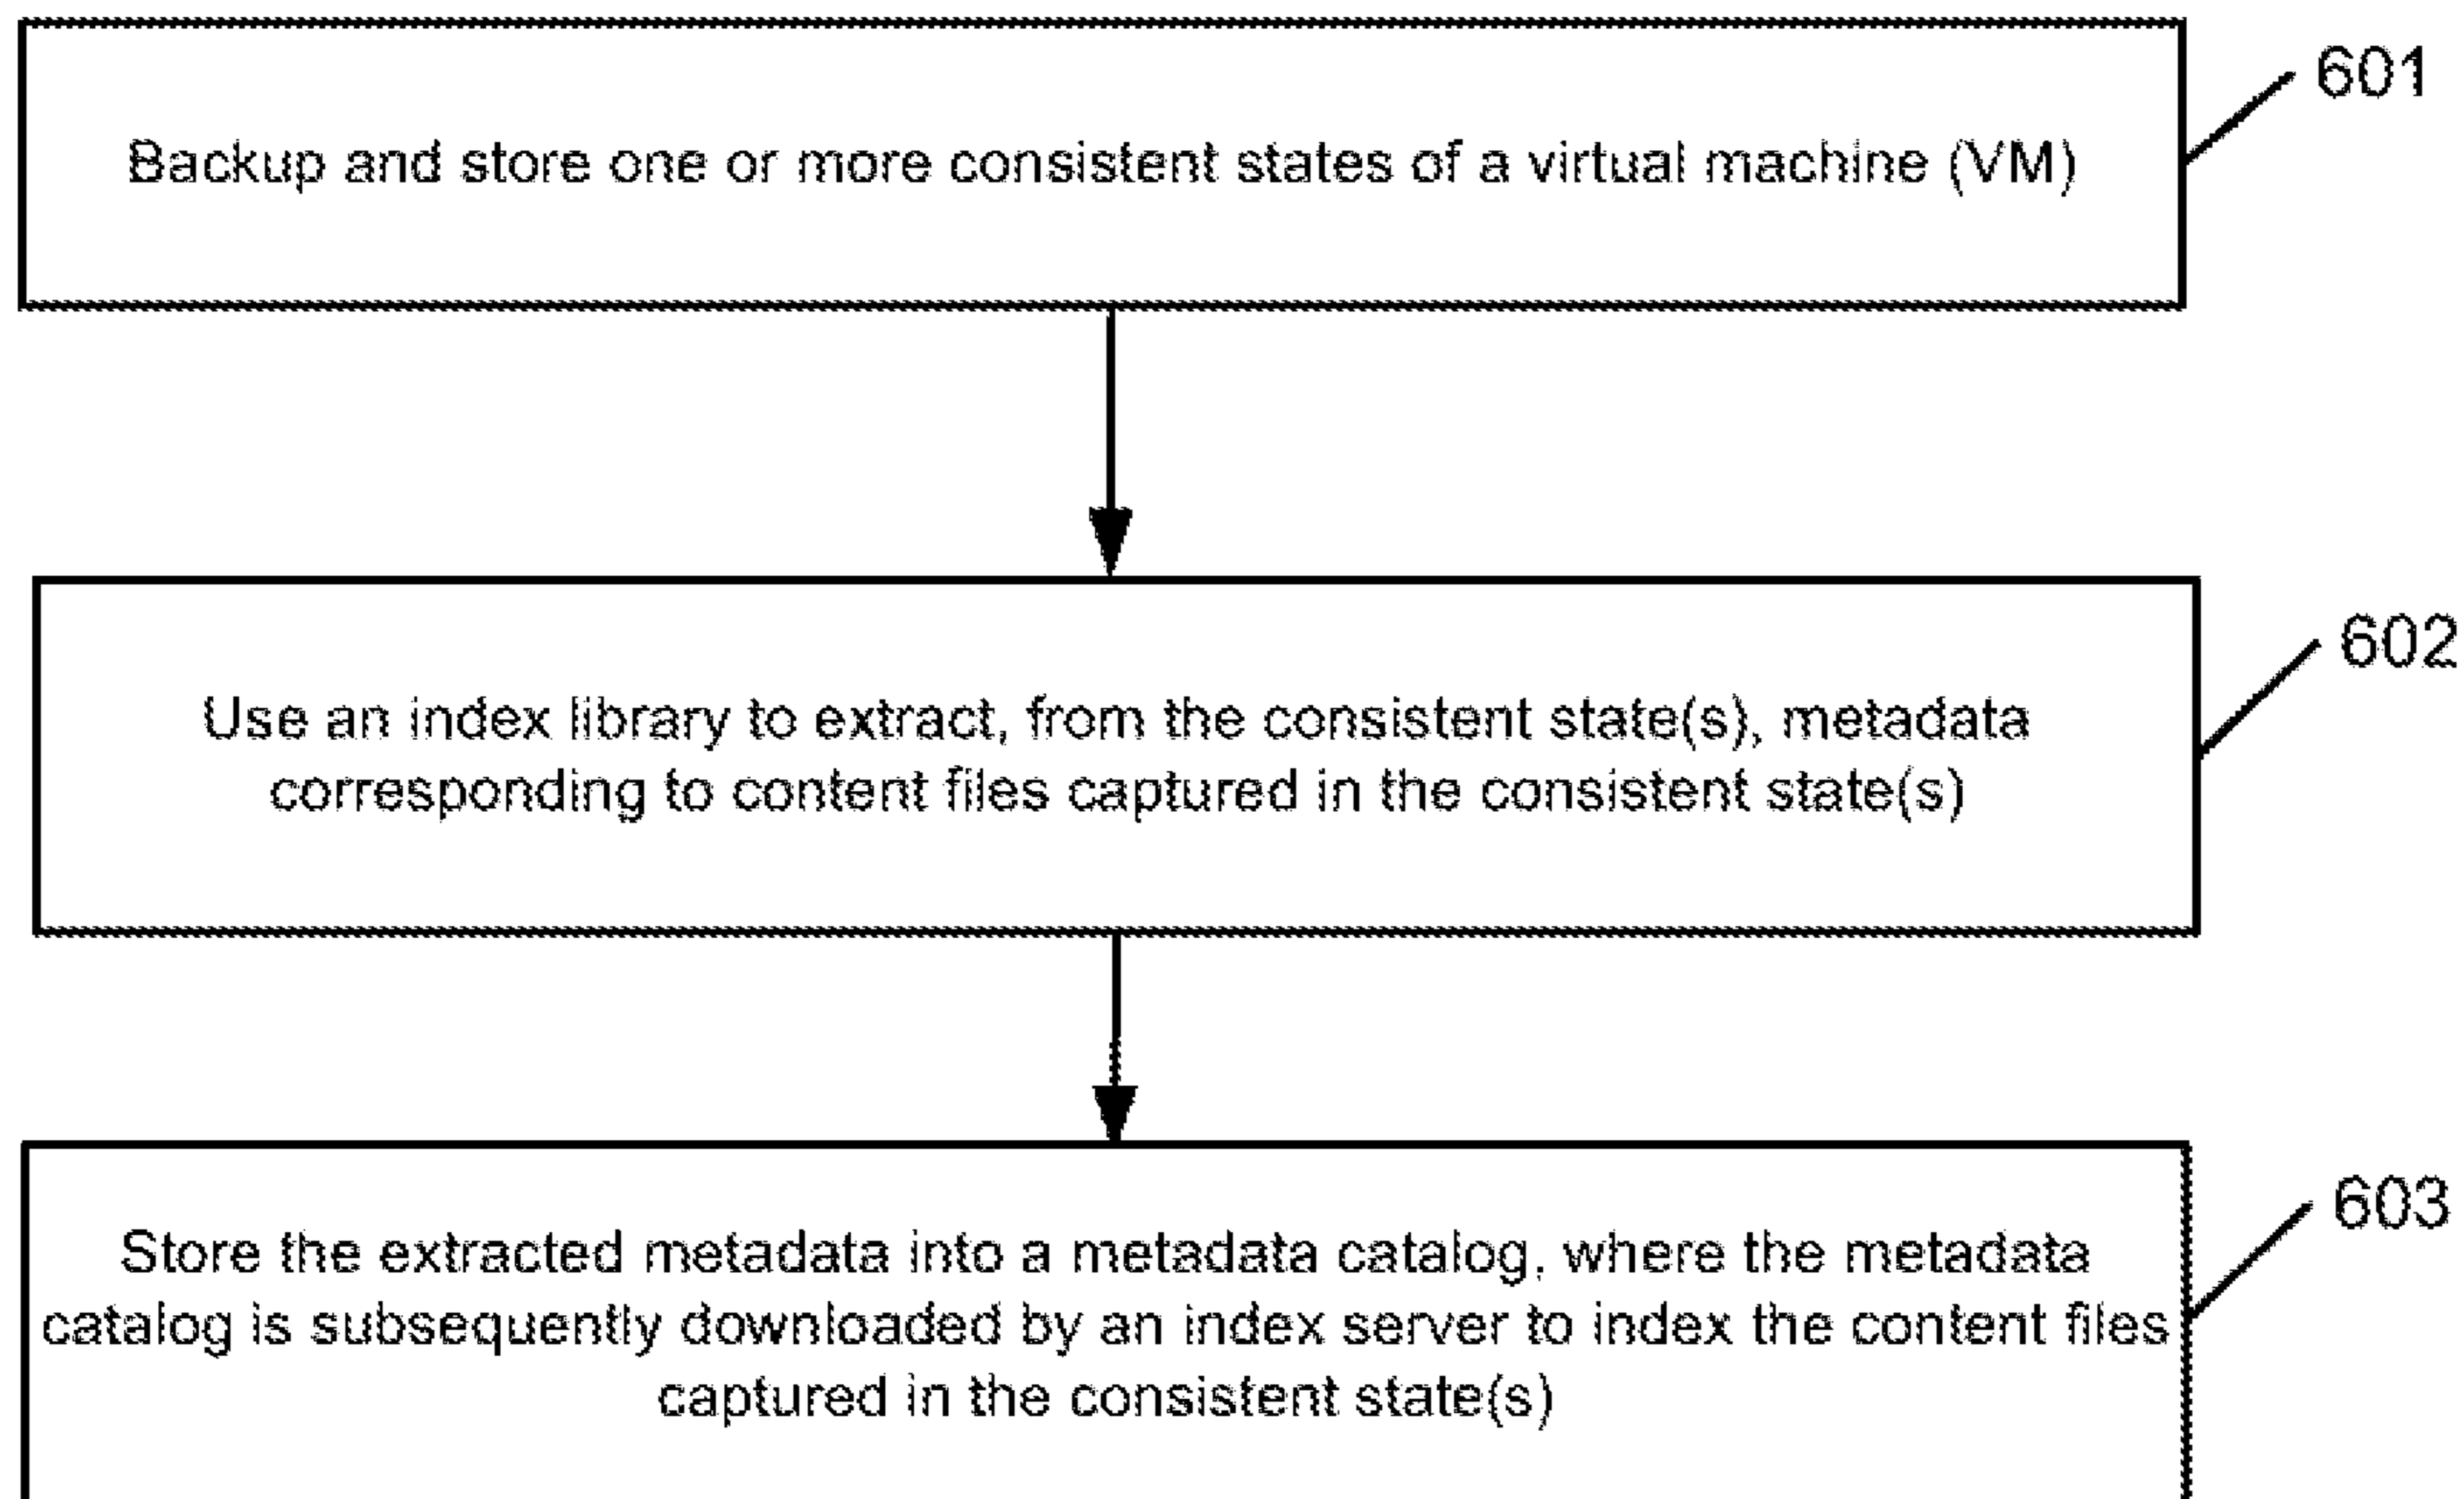 Backup and store one or more consistent states of a virtual machine (VM)
601
Use an index library to extract, from the consistent state(s), metadata
corresponding to content files captured in the consistent state(s)
602
Store the extracted metadata into a metadata catalog, where the metadata
catalog is subsequently downloaded by an index server to index the content files
captured in the consistent state(s)
603